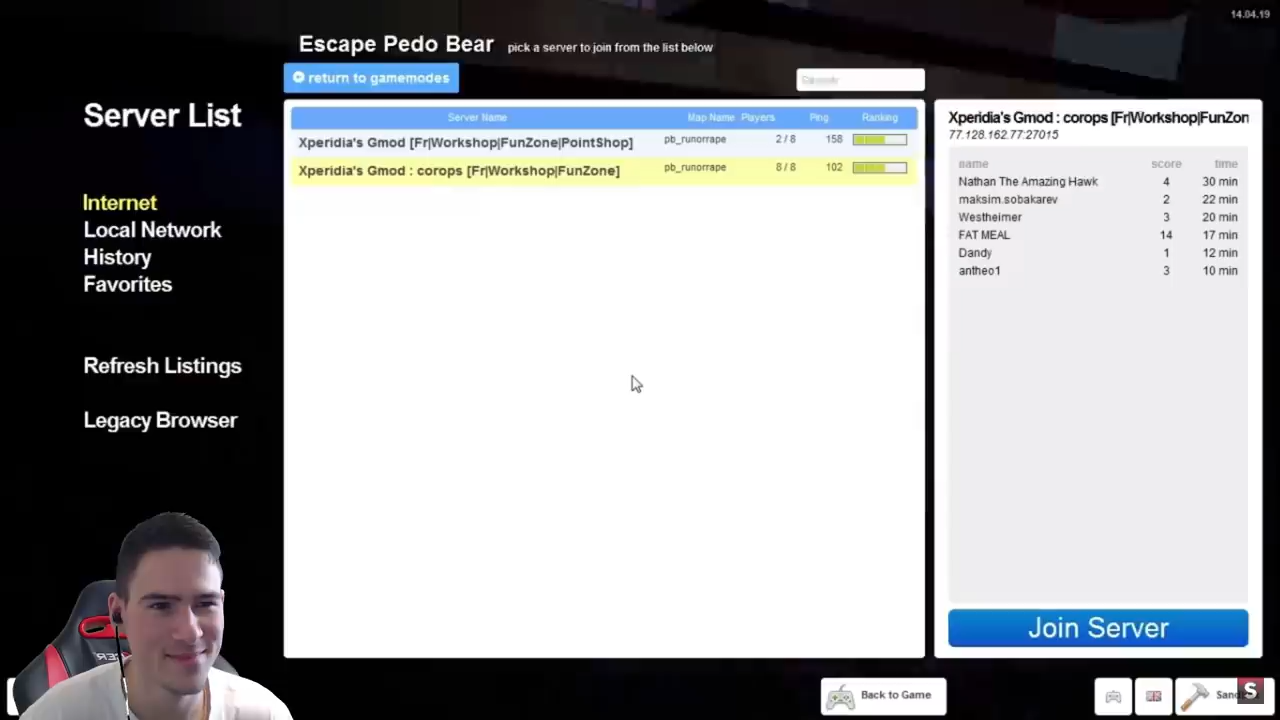 14.04.19
Escape Pedo Bear pick a server to join from the list below
return to gamemodes
Server List
Server Name Map Name Players Ping Ranking
Xperidia's Gmod [Fr|Workshop|FunZone|PointShop] pb_runorrape 2 / 8 158
Xperidia's Gmod : corops [Fr|Workshop|FunZone] pb_runorrape 8 / 8 102
Internet
Local Network
History
Favorites
Refresh Listings
Legacy Browser
Xperidia's Gmod : corops [Fr|Workshop|FunZon
77.128.162.77:27015
name score time
Nathan The Amazing Hawk 4 30 min
maksim.sobakarev 2 22 min
Westheimer 3 20 min
FAT MEAL 14 17 min
Dandy 1 12 min
antheo1 3 10 min
Join Server
Back to Game
S